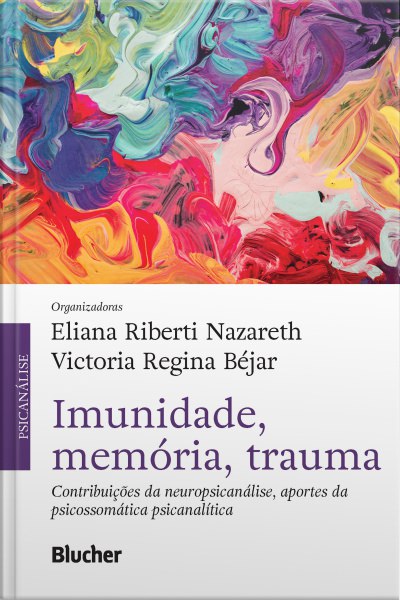 Organizadoras
Eliana Riberti Nazareth
Victoria Regina Béjar
PSICANÁLISE
Imunidade,
memória, trauma
Contribuições da neuropsicanálise, aportes da
psicossomática psicanalítica
Blucher